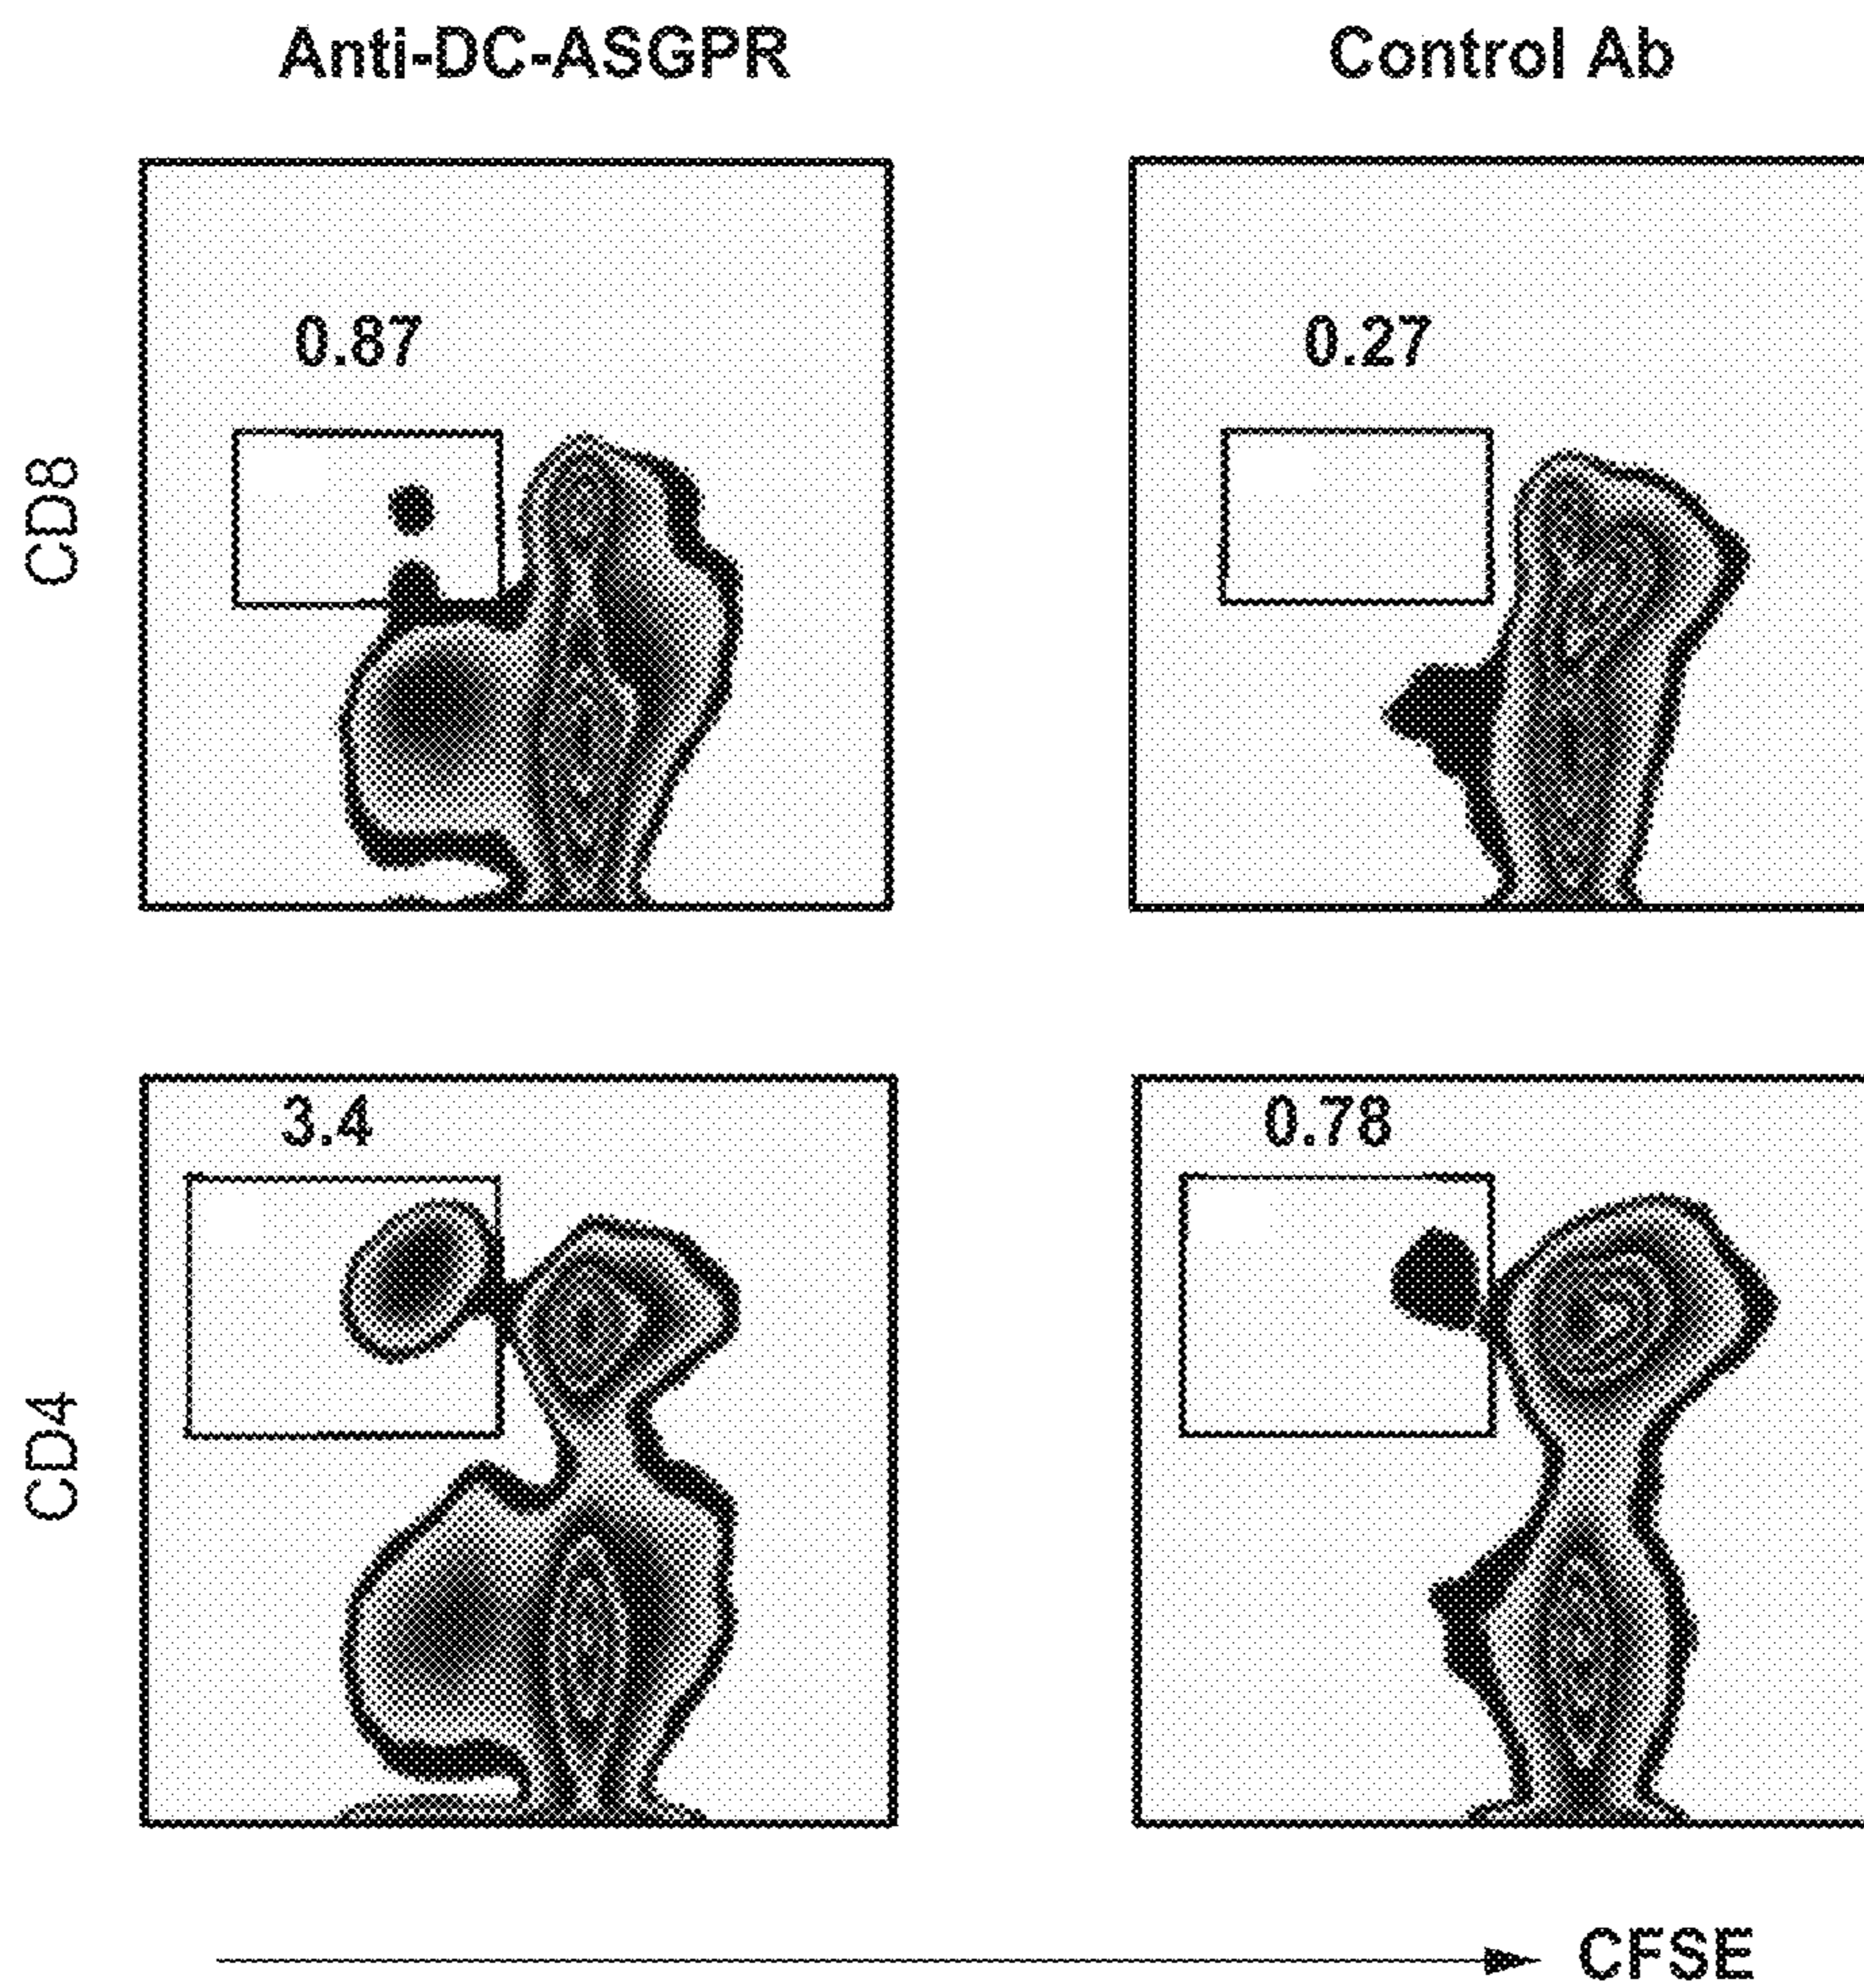 Anti-DC-ASGPR Control Ab
CD8
0.87 0.27
CD4
3.4 0.78
CFSE